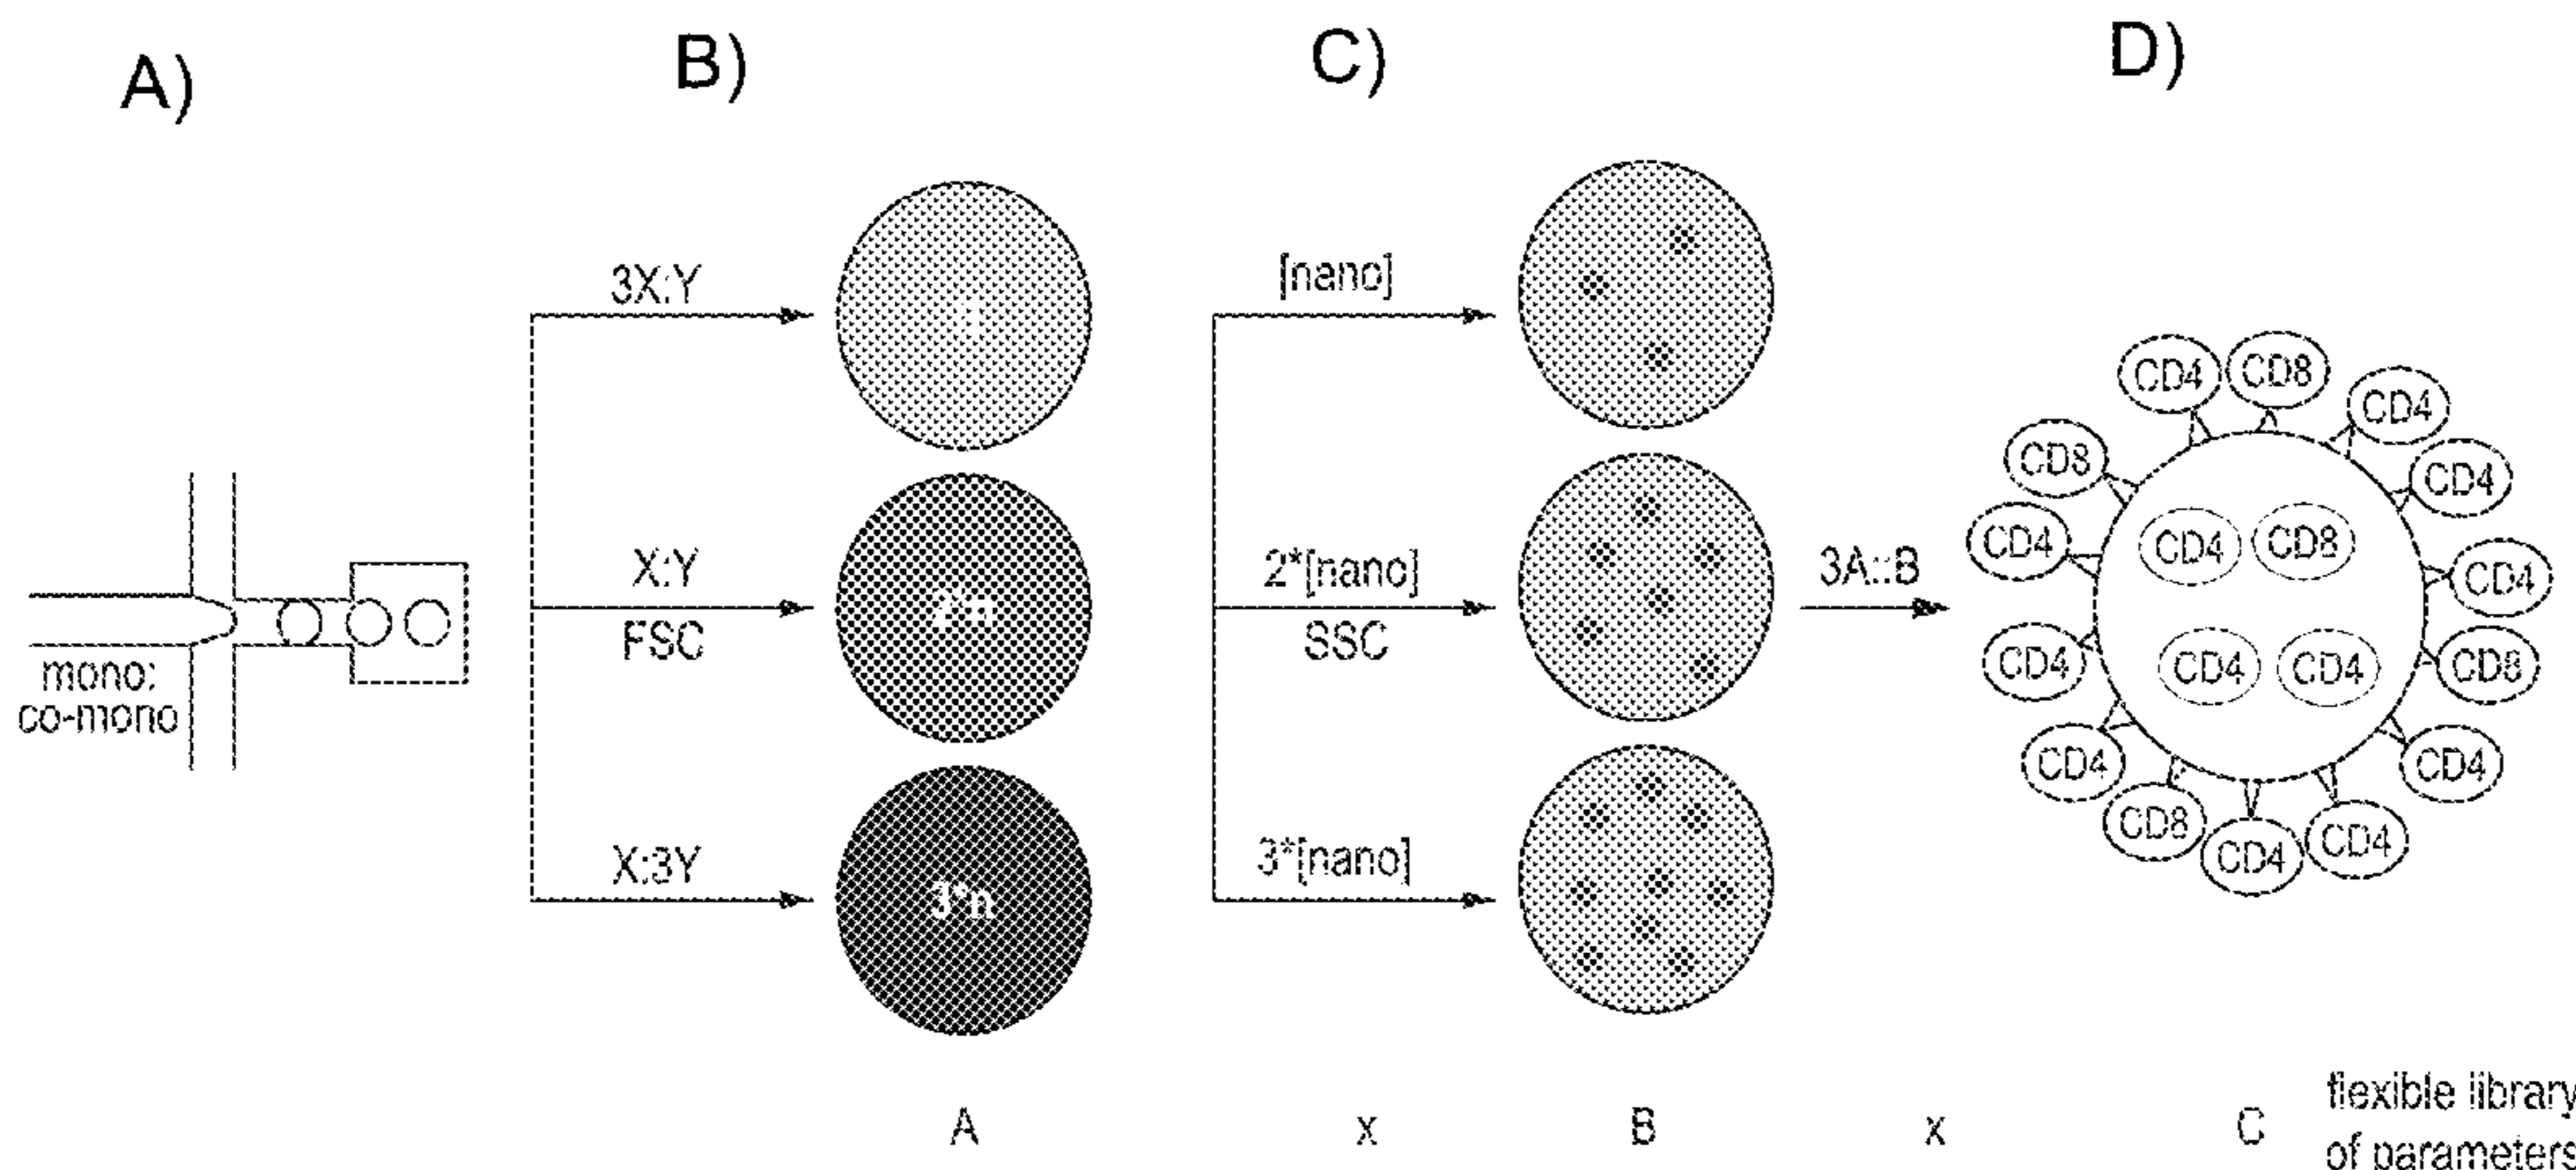 A)
B)
C)
D)
mono:
co-mono
3X:Y
X:Y
FSC
X:3Y
3*n
[nano]
2*[nano]
SSC
3*[nano]
3A::B
CD4
CD8
CD4
CD8
CD4
CD4
CD4
CD4
CD8
CD4
CD4
CD4
CD4
CD4
CD8
CD4
CD4
CD8
CD4
CD4
A
x
B
x
C
flexible library
of parameters